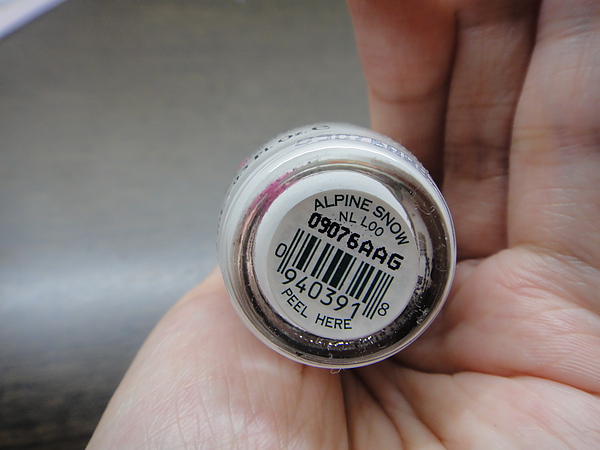 ALPINE SNOW
NL L00
09076AAG
0 940391 8
PEEL HERE